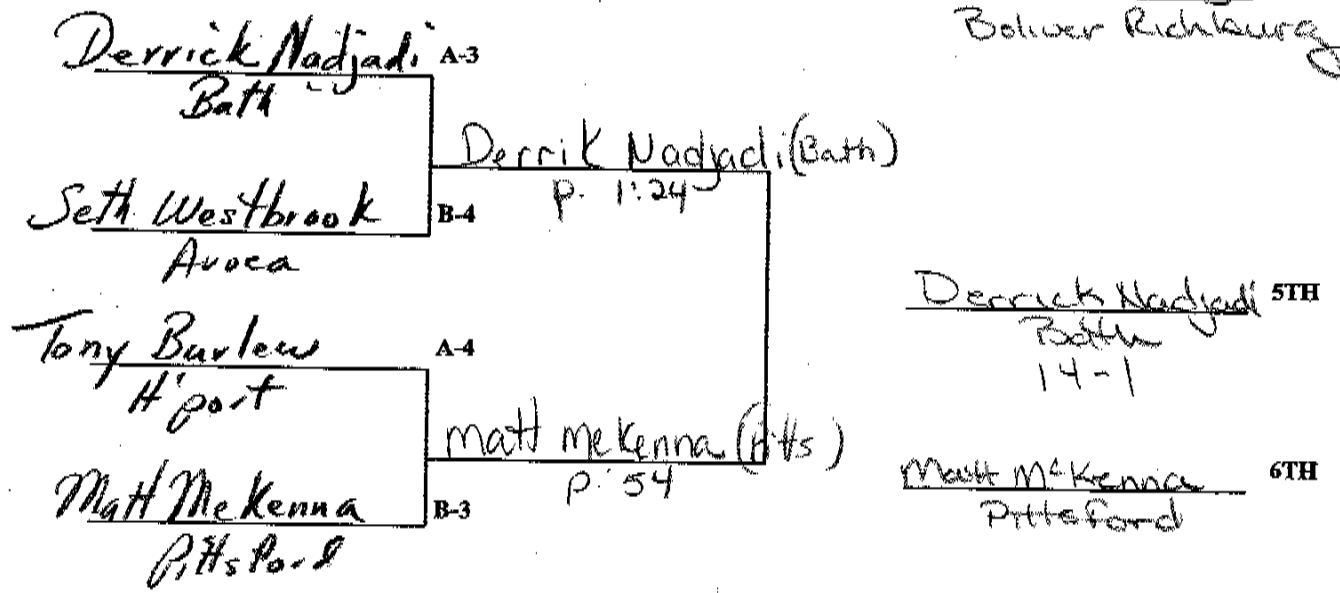 Boliver Richburg
Derrick Nadjadi A-3
Bath
Derrik Nadjadi (Bath)
p. 1:24
Seth Westbrook B-4
Avoca
Derrick Nadjadi 5TH
Bath
14-1
Tony Burlew A-4
H'port
Matt McKenna (Pitts)
p. :54
Matt McKenna 6TH
Pittsford
Matt McKenna B-3
Pittsford